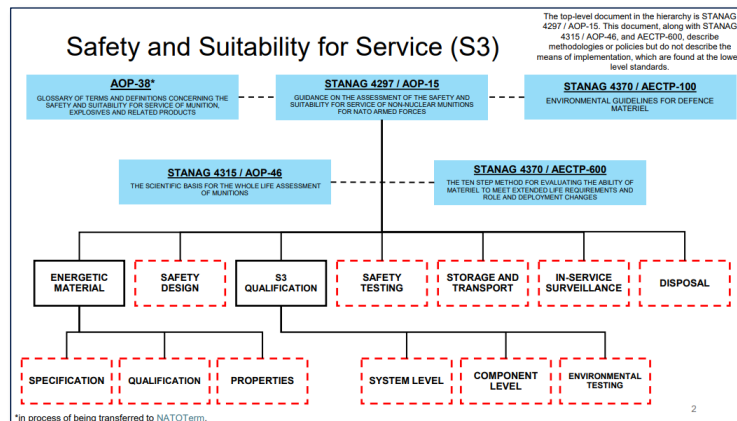 The top-level document in the hierarchy is STANAG
4297 / AOP-15. This document, along with STANAG
4315 / AOP-46, and AECTP-600, describe
methodologies or policies but do not describe the
means of implementation, which are found at the lower
level standards.
Safety and Suitability for Service (S3)
AOP-38*
GLOSSARY OF TERMS AND DEFINITIONS CONCERNING THE
SAFETY AND SUITABILITY FOR SERVICE OF MUNITION,
EXPLOSIVES AND RELATED PRODUCTS
STANAG 4297 / AOP-15
GUIDANCE ON THE ASSESSMENT OF THE SAFETY AND
SUITABILITY FOR SERVICE OF NON-NUCLEAR MUNITIONS
FOR NATO ARMED FORCES
STANAG 4370 / AECTP-100
ENVIRONMENTAL GUIDELINES FOR DEFENCE
MATERIEL
STANAG 4315 / AOP-46
THE SCIENTIFIC BASIS FOR THE WHOLE LIFE ASSESSMENT
OF MUNITIONS
STANAG 4370 / AECTP-600
THE TEN STEP METHOD FOR EVALUATING THE ABILITY OF
MATERIEL TO MEET EXTENDED LIFE REQUIREMENTS AND
ROLE AND DEPLOYMENT CHANGES
ENERGETIC
MATERIAL
SAFETY
DESIGN
S3
QUALIFICATION
SAFETY
TESTING
STORAGE AND
TRANSPORT
IN-SERVICE
SURVEILLANCE
DISPOSAL
SPECIFICATION
QUALIFICATION
PROPERTIES
SYSTEM LEVEL
COMPONENT
LEVEL
ENVIRONMENTAL
TESTING
2
*in process of being transferred to NATOTerm.